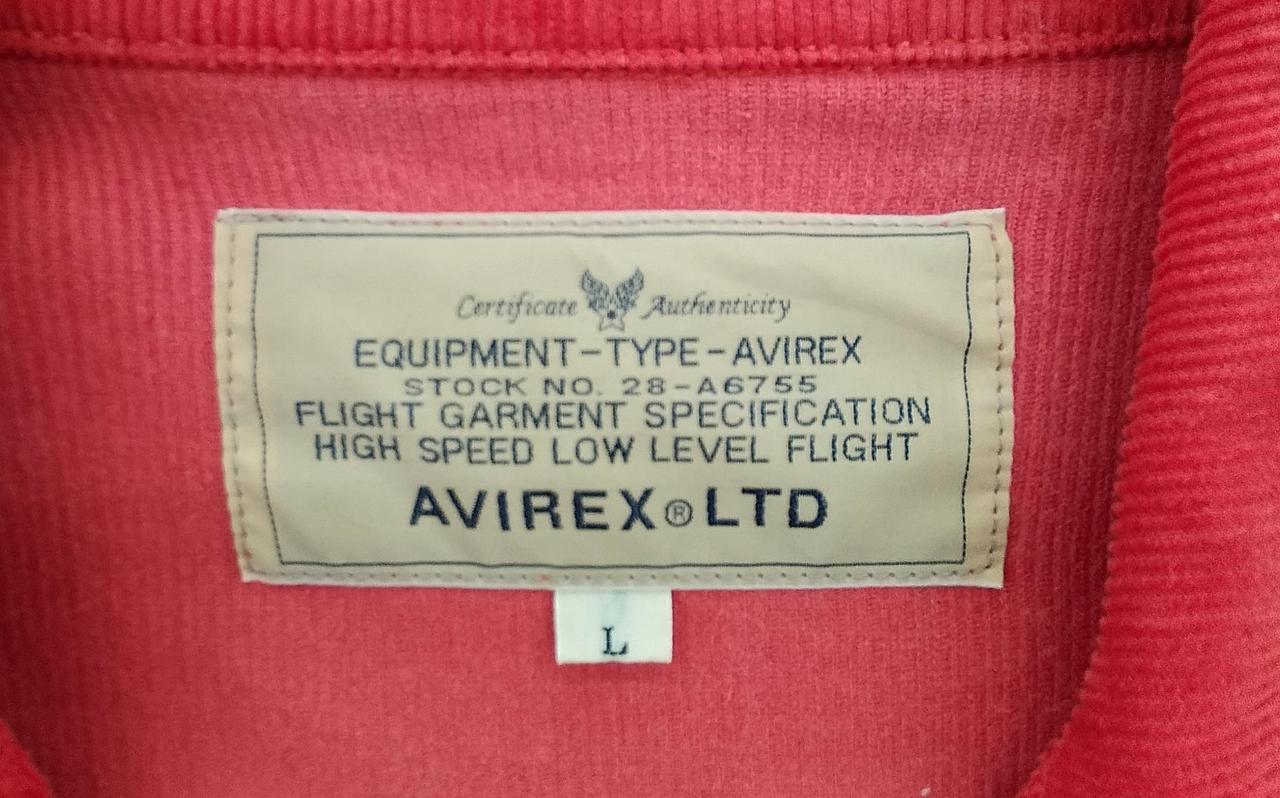 Certificate Authenticity
EQUIPMENT-TYPE-AVIREX
STOCK NO. 28-A6755
FLIGHT GARMENT SPECIFICATION
HIGH SPEED LOW LEVEL FLIGHT
AVIREX® LTD
L